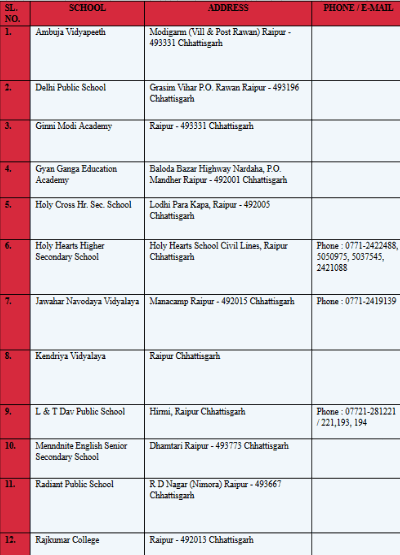 SL. NO. SCHOOL ADDRESS PHONE / E-MAIL
1. Ambuja Vidyapeeth Modigarm (Vill & Post Rawan) Raipur -
493331 Chhattisgarh
2. Delhi Public School Grasim Vihar P.O. Rawan Raipur - 493196
Chhattisgarh
3. Ginni Modi Academy Raipur - 493331 Chhattisgarh
4. Gyan Ganga Education Baloda Bazar Highway Nardaha, P.O.
Academy Mandher Raipur - 492001 Chhattisgarh
5. Holy Cross Hr. Sec. School Lodhi Para Kapa, Raipur - 492005
Chhattisgarh
6. Holy Hearts Higher Holy Hearts School Civil Lines, Raipur Phone : 0771-2422488,
Secondary School Chhattisgarh 5050975, 5037545,
2421088
7. Jawahar Navodaya Vidyalaya Manacamp Raipur - 492015 Chhattisgarh Phone : 0771-2419139
8. Kendriya Vidyalaya Raipur Chhattisgarh
9. L & T Dav Public School Hirmi, Raipur Chhattisgarh Phone : 07721-281221
/ 221,193, 194
10. Menndnite English Senior Dhamtari Raipur - 493773 Chhattisgarh
Secondary School
11. Radiant Public School R D Nagar (Nimora) Raipur - 493667
Chhattisgarh
12. Rajkumar College Raipur - 492013 Chhattisgarh